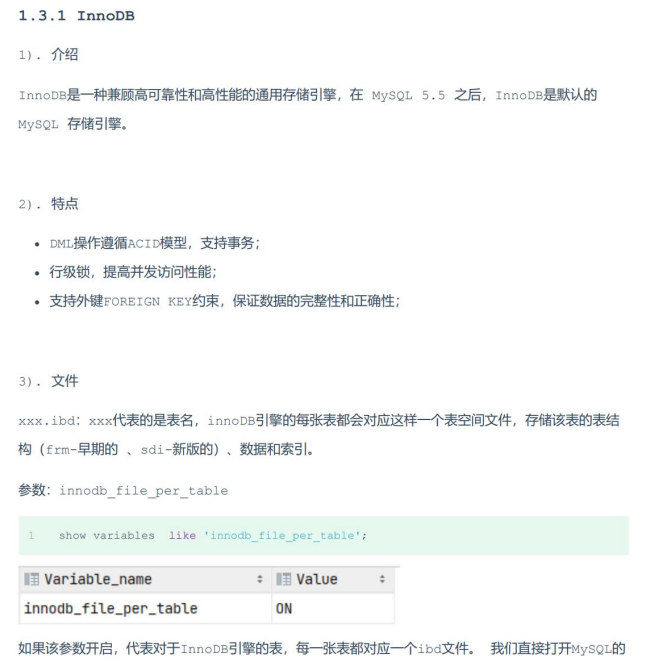 1.3.1 InnoDB
1). 介绍
InnoDB是一种兼顾高可靠性和高性能的通用存储引擎，在 MySQL 5.5 之后，InnoDB是默认的
MySQL 存储引擎。
2). 特点
• DML操作遵循ACID模型，支持事务；
• 行级锁，提高并发访问性能；
• 支持外键FOREIGN KEY约束，保证数据的完整性和正确性；
3). 文件
xxx.ibd：xxx代表的是表名，innoDB引擎的每张表都会对应这样一个表空间文件，存储该表的表结
构（frm-早期的 、sdi-新版的）、数据和索引。
参数：innodb_file_per_table
1 show variables like 'innodb_file_per_table';
Variable_name Value
innodb_file_per_table ON
如果该参数开启，代表对于InnoDB引擎的表，每一张表都对应一个ibd文件。 我们直接打开MySQL的